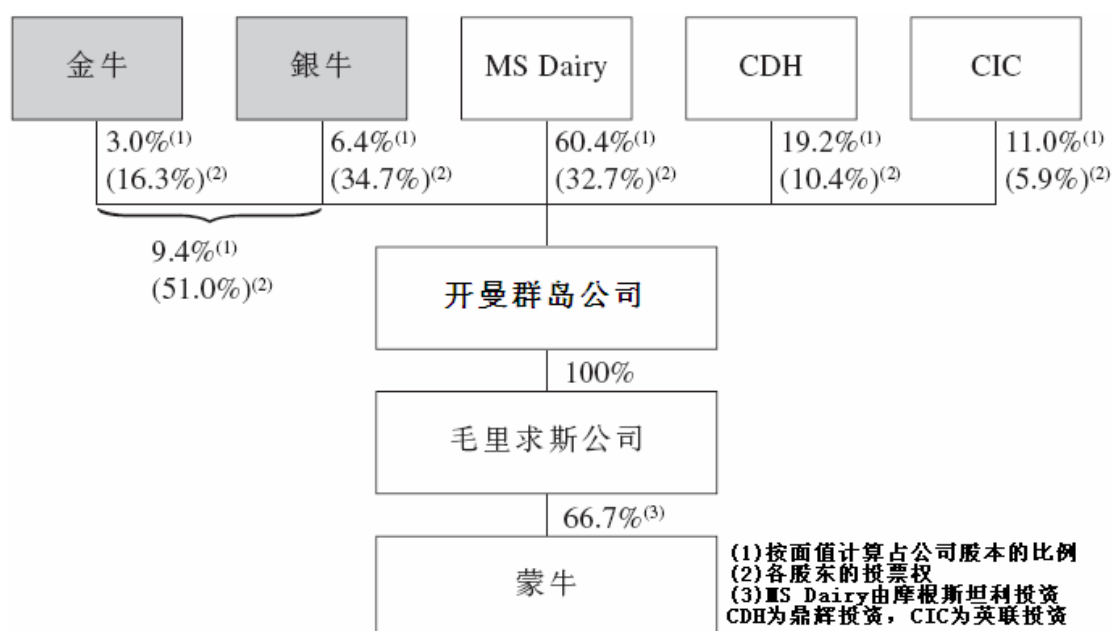 金牛
銀牛
MS Dairy
CDH
CIC
3.0%(1)
(16.3%)(2)
6.4%(1)
(34.7%)(2)
60.4%(1)
(32.7%)(2)
19.2%(1)
(10.4%)(2)
11.0%(1)
(5.9%)(2)
9.4%(1)
(51.0%)(2)
开曼群岛公司
100%
毛里求斯公司
66.7%(3)
蒙牛
(1)按面值计算占公司股本的比例
(2)各股东的投票权
(3)MS Dairy由摩根斯坦利投资
CDH为鼎辉投资，CIC为英联投资